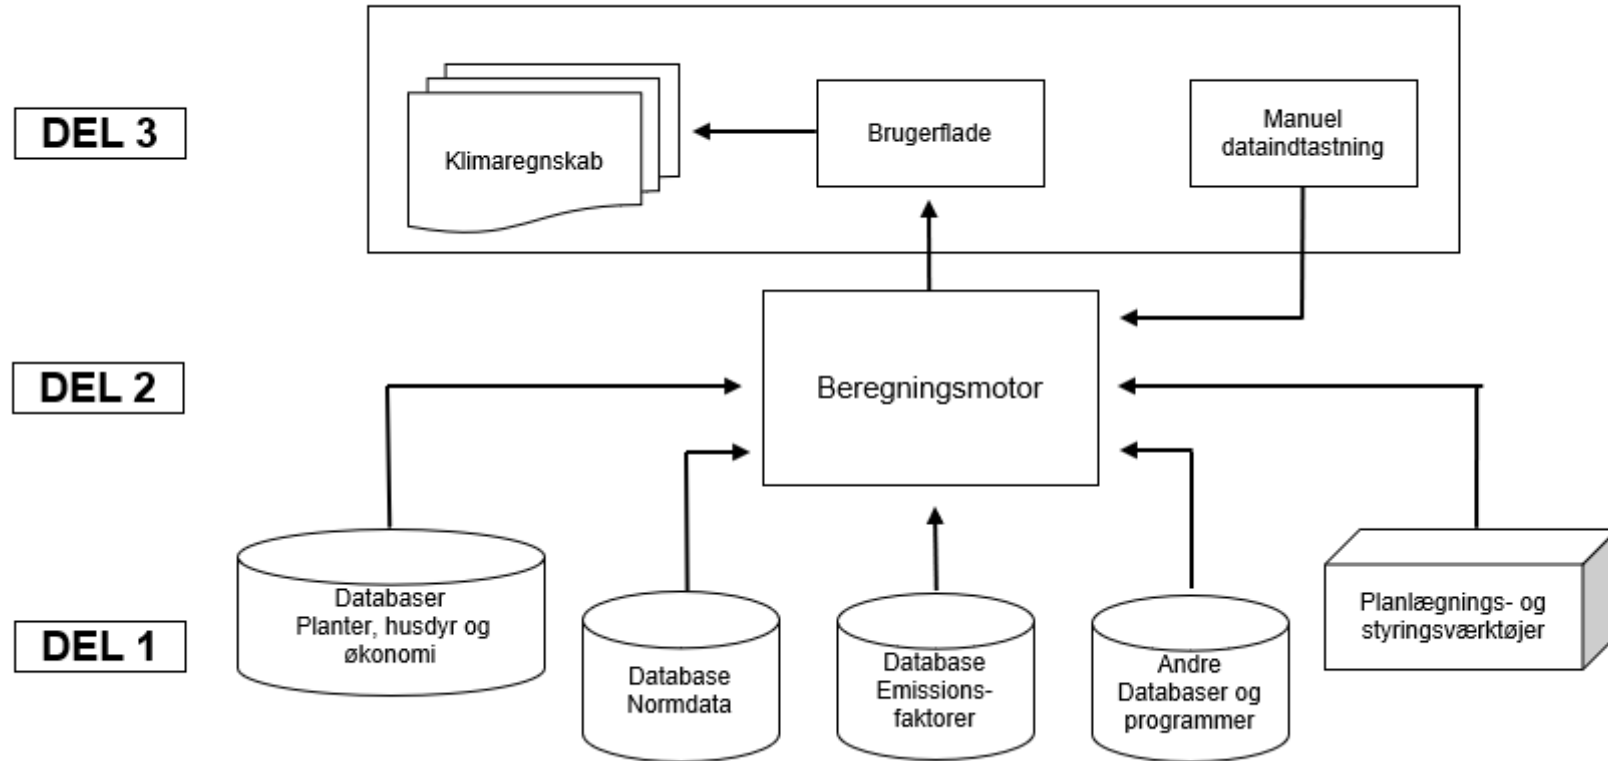 DEL 3
Klimaregnskab
Brugerflade
Manuel
dataindtastning
DEL 2
Beregningsmotor
DEL 1
Databaser
Planter, husdyr og
økonomi
Database
Normdata
Database
Emissions-
faktorer
Andre
Databaser og
programmer
Planlægnings- og
styringsværktøjer